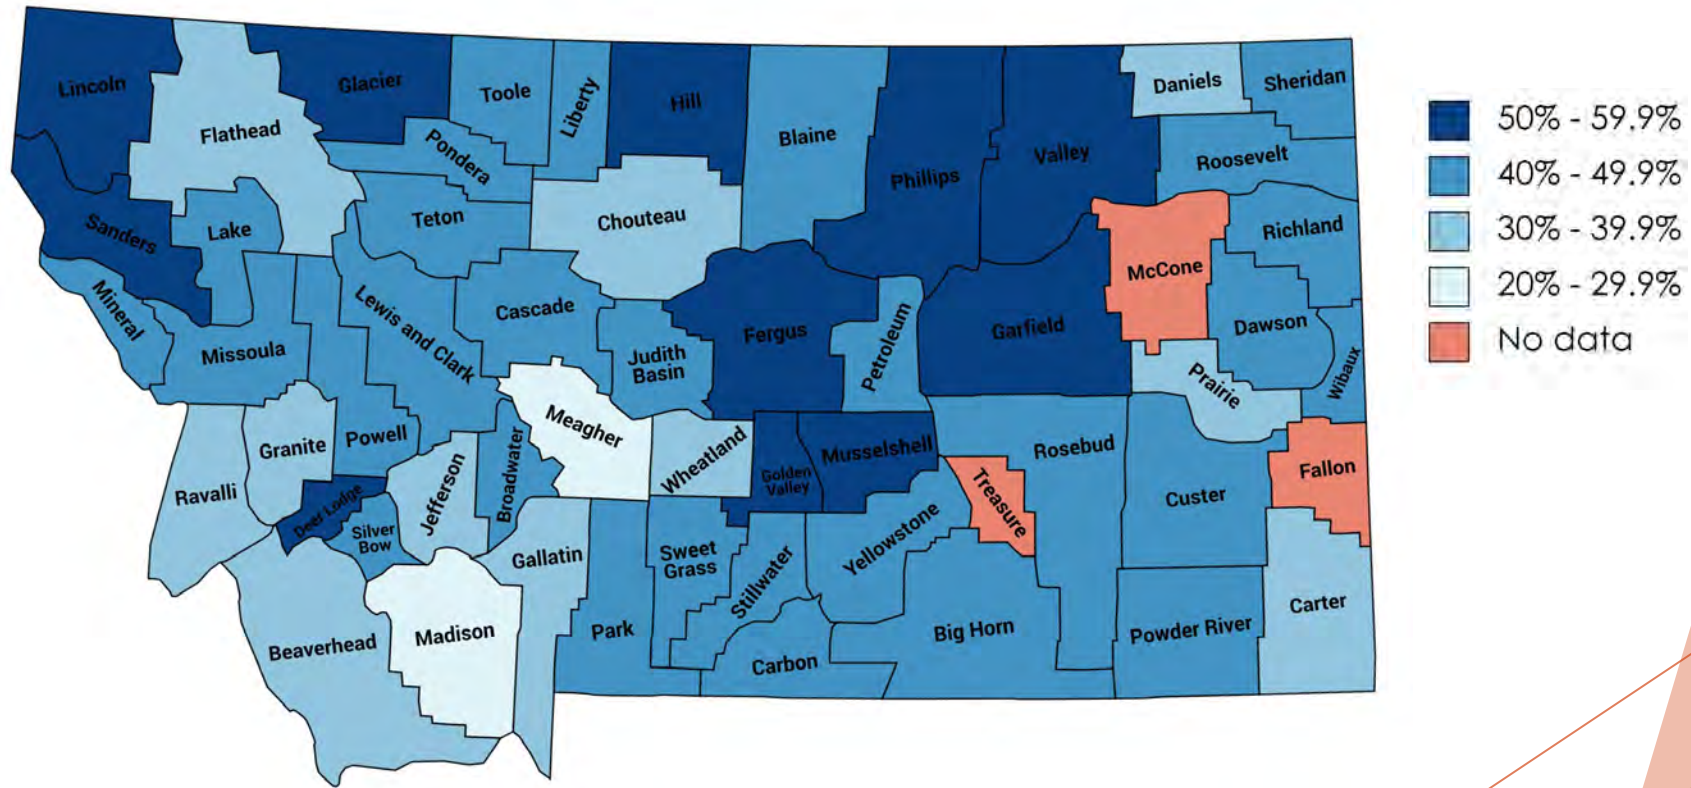 Lincoln
Flathead
Glacier
Toole
Liberty
Hill
Blaine
Phillips
Valley
Daniels
Sheridan
Roosevelt
Pondera
Teton
Chouteau
Sanders
Lake
McCone
Richland
Mineral
Missoula
Lewis and Clark
Cascade
Judith
Basin
Fergus
Petroleum
Garfield
Dawson
Wibaux
Prairie
Ravalli
Granite
Powell
Meagher
Wheatland
Golden
Valley
Musselshell
Rosebud
Treasure
Custer
Fallon
Deer Lodge
Silver
Bow
Jefferson
Broadwater
Gallatin
Sweet
Grass
Stillwater
Yellowstone
Beaverhead
Madison
Park
Carbon
Big Horn
Powder River
Carter
50% - 59.9%
40% - 49.9%
30% - 39.9%
20% - 29.9%
No data